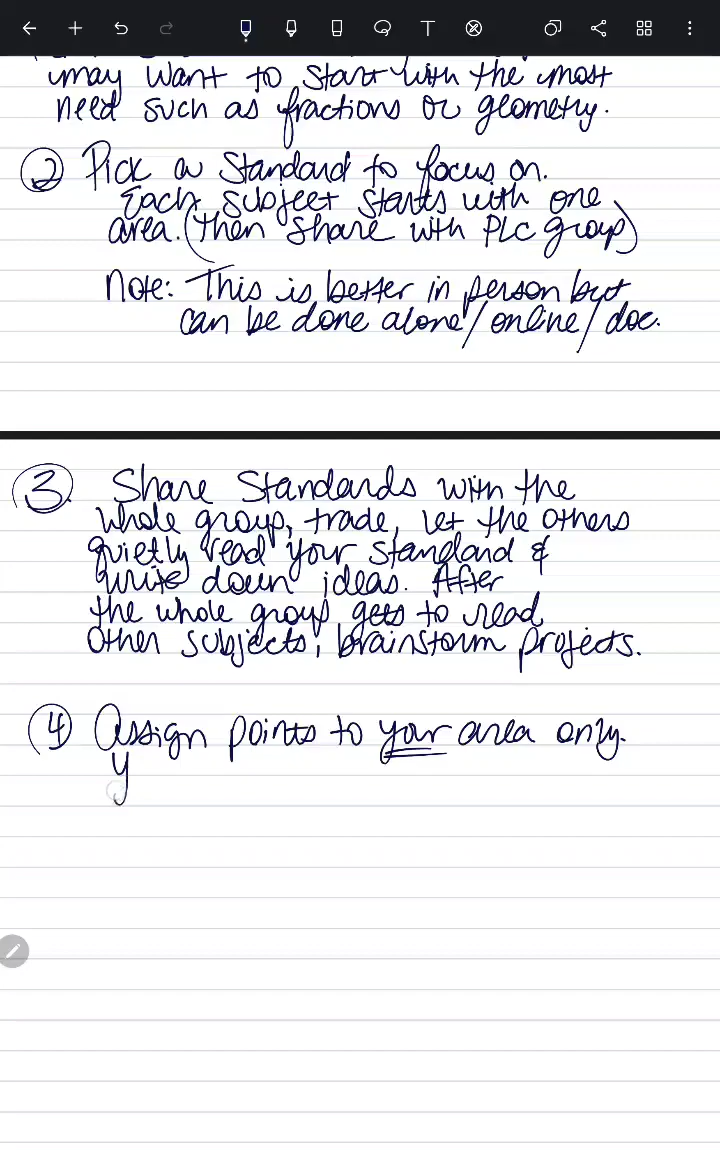 may want to start with the most
need such as fractions or geometry.
② Pick a Standard to focus on.
Each subject starts with one
area. (Then Share with PLC group)
Note: This is better in person but
can be done alone/online/doc.
③. Share Standards with the
whole group, trade, let the others
quietly read your standard &
write down ideas. After
the whole group gets to read
other subjects, brainstorm projects.
④ Assign points to your area only.
y
T